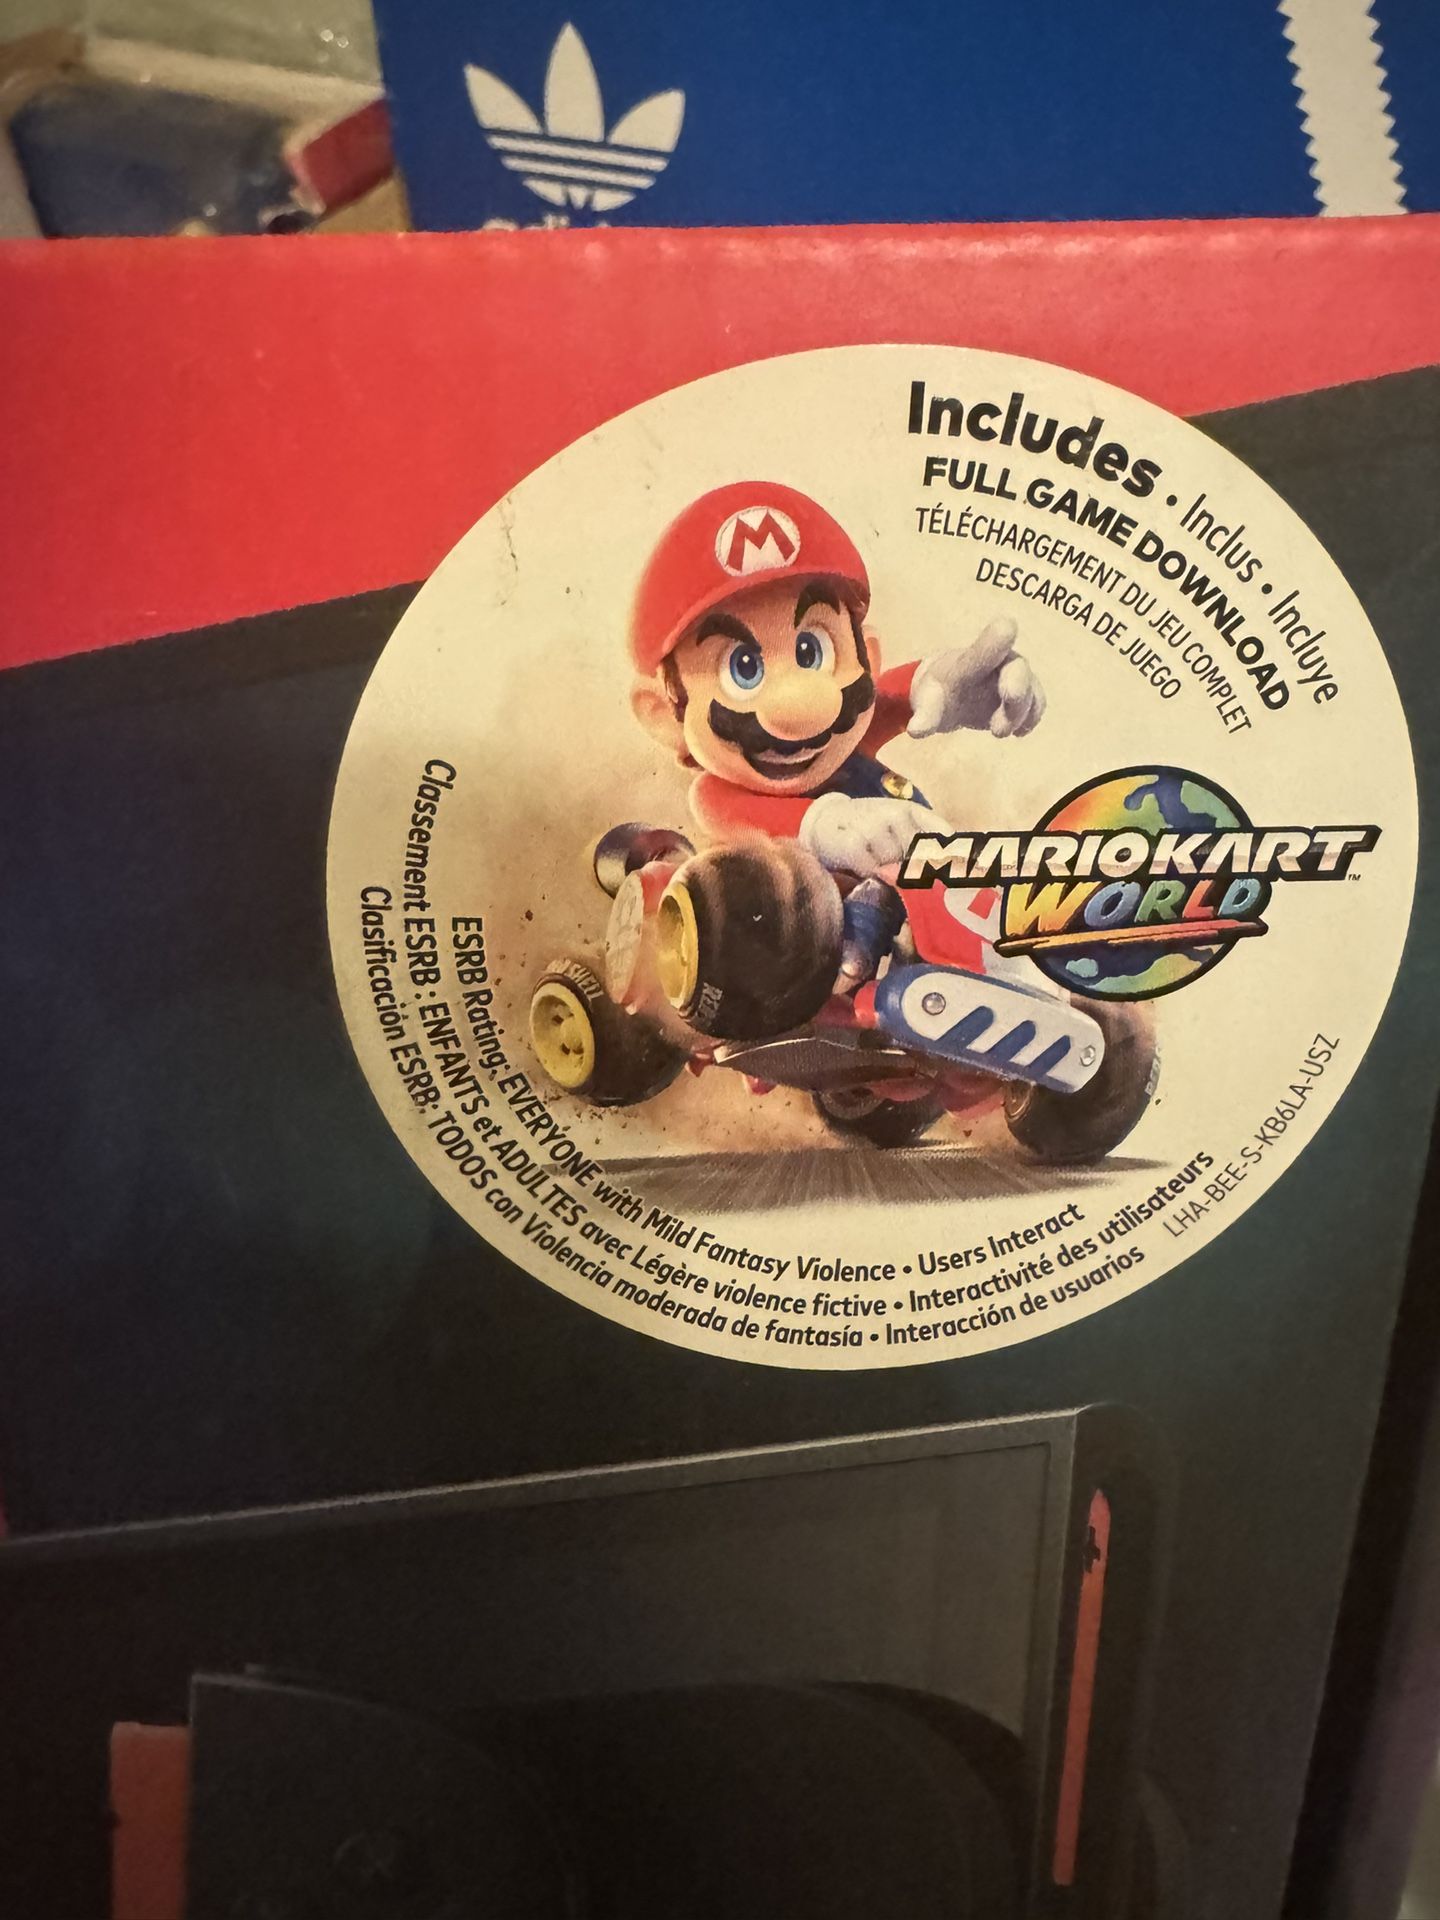 Includes • Inclus • Incluye
FULL GAME DOWNLOAD
TÉLÉCHARGEMENT DU JEU COMPLET
DESCARGA DE JUEGO
M
MARIO KART™
WORLD
ESRB Rating: EVERYONE with Mild Fantasy Violence • Users Interact
Classement ESRB : ENFANTS et ADULTES avec Légère violence fictive • Interactivité des utilisateurs
Clasificación ESRB: TODOS con Violencia moderada de fantasía • Interacción de usuarios
LHA-BEE-S-KB6LA-USZ